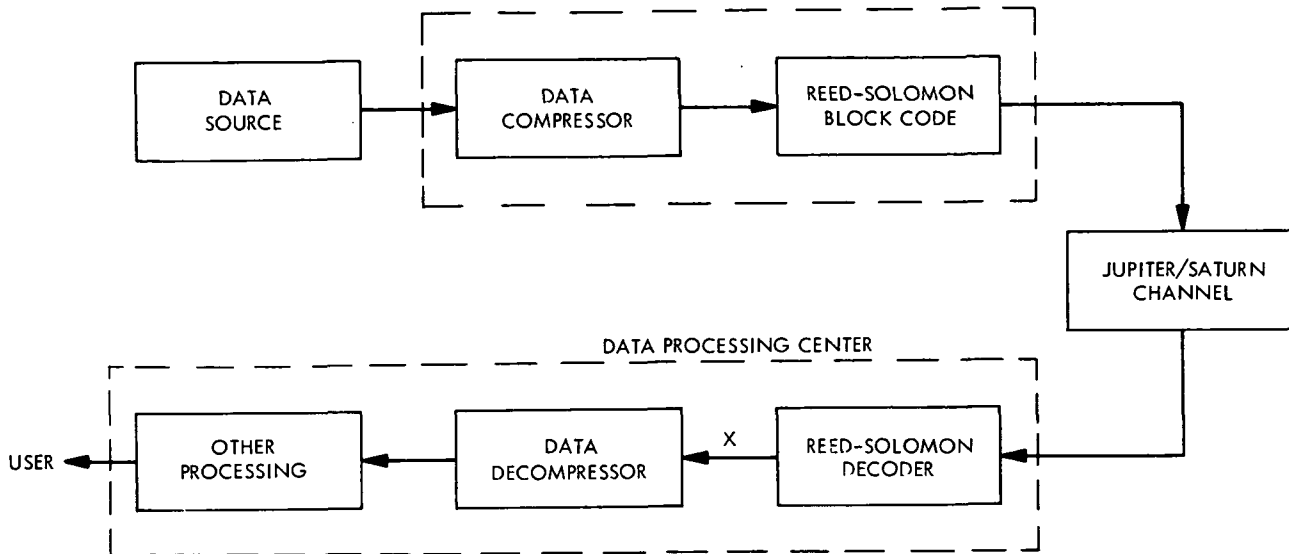 DATA
SOURCE
DATA
COMPRESSOR
REED-SOLOMON
BLOCK CODE
JUPITER/SATURN
CHANNEL
DATA PROCESSING CENTER
USER
OTHER
PROCESSING
DATA
DECOMPRESSOR
X
REED-SOLOMON
DECODER